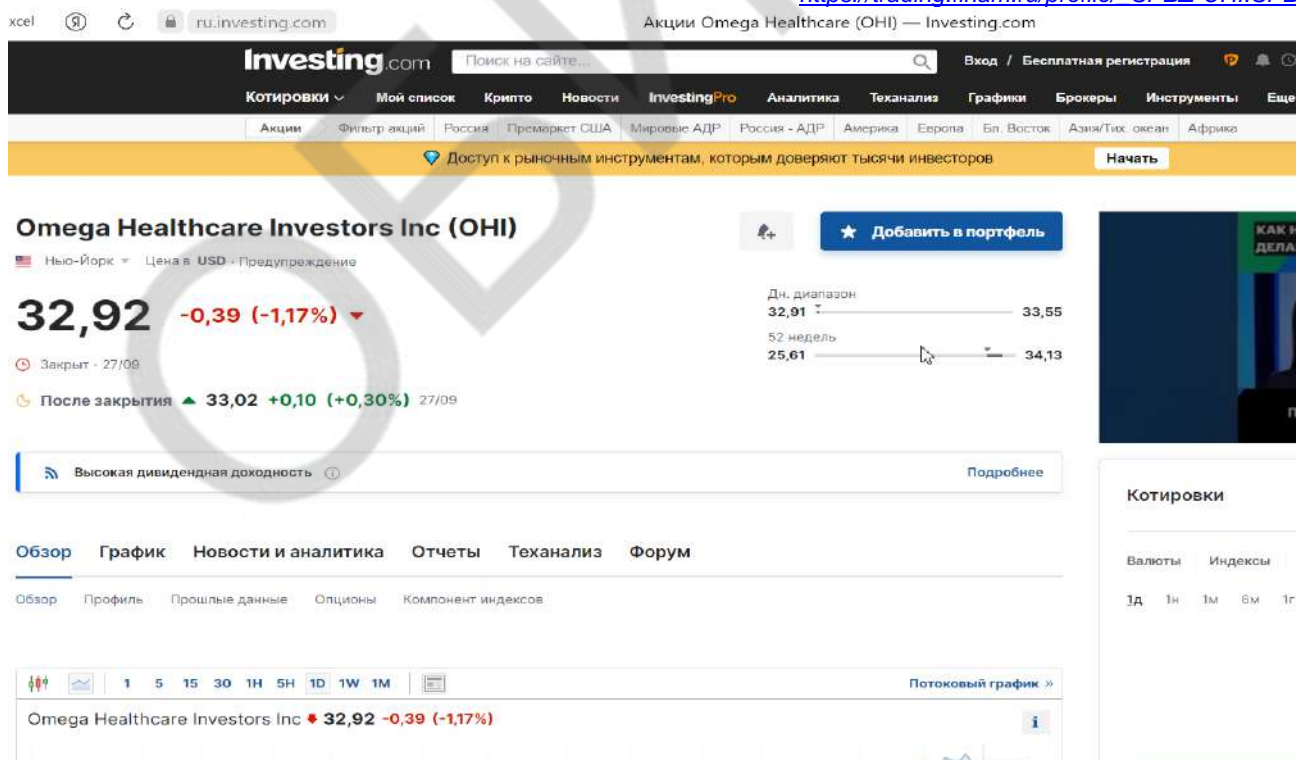 xcel ru.investing.com Акции Omega Healthcare (OHI) — Investing.com
Investing.com Поиск на сайте... Вход / Бесплатная регистрация
Котировки Мой список Крипто Новости InvestingPro Аналитика Теханализ Графики Брокеры Инструменты Еще
Акции Фильтр акций Россия Премаркет США Мировые АДР Россия - АДР Америка Европа Бл. Восток Азия/Тих. океан Африка
Доступ к рыночным инструментам, которым доверяют тысячи инвесторов Начать
Omega Healthcare Investors Inc (OHI)
Добавить в портфель
Нью-Йорк Цена в USD · Предупреждение
32,92 -0,39 (-1,17%)
Дн. диапазон
32,91 33,55
52 недель
25,61 34,13
Закрыт · 27/09
После закрытия 33,02 +0,10 (+0,30%) 27/09
Высокая дивидендная доходность Подробнее
Котировки
Обзор График Новости и аналитика Отчеты Теханализ Форум
Валюты Индексы
Обзор Профиль Прошлые данные Опционы Компонент индексов
1д 1н 1м 6м 1г
1 5 15 30 1H 5H 1D 1W 1M Потоковый график »
Omega Healthcare Investors Inc 32,92 -0,39 (-1,17%)